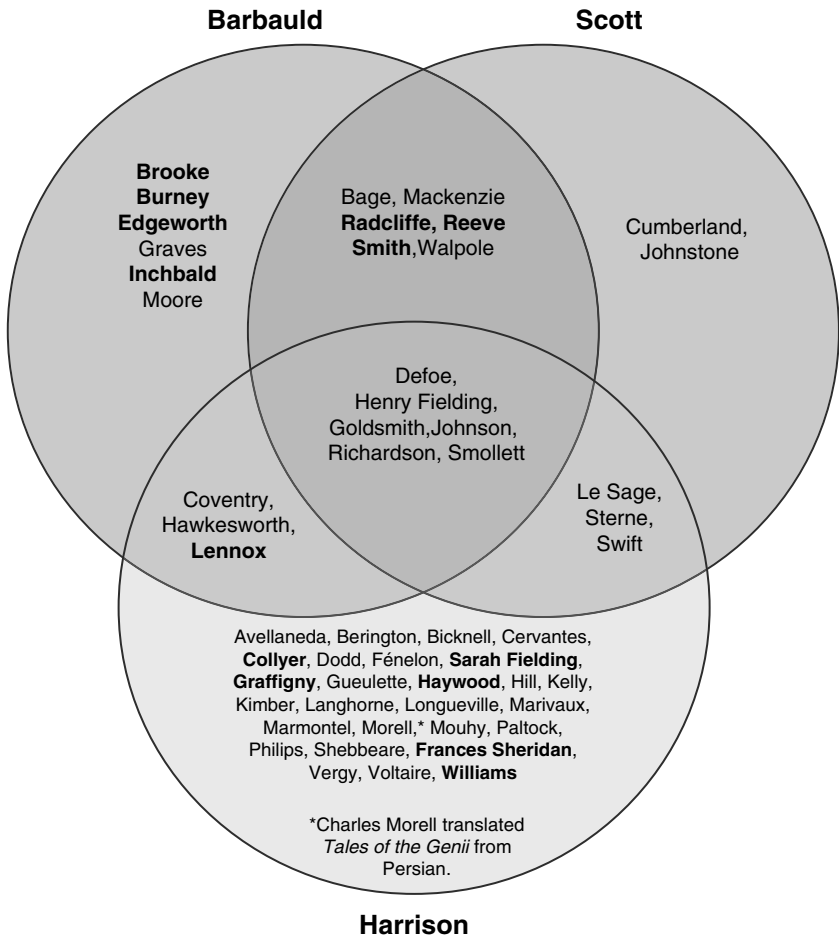 Barbauld
Scott
Brooke
Burney
Edgeworth
Graves
Inchbald
Moore
Bage, Mackenzie
Radcliffe, Reeve
Smith,Walpole
Cumberland,
Johnstone
Defoe,
Henry Fielding,
Goldsmith,Johnson,
Richardson, Smollett
Coventry,
Hawkesworth,
Lennox
Le Sage,
Sterne,
Swift
Avellaneda, Berington, Bicknell, Cervantes,
Collyer, Dodd, Fénelon, Sarah Fielding,
Graffigny, Gueulette, Haywood, Hill, Kelly,
Kimber, Langhorne, Longueville, Marivaux,
Marmontel, Morell,* Mouhy, Paltock,
Philips, Shebbeare, Frances Sheridan,
Vergy, Voltaire, Williams
*Charles Morell translated
Tales of the Genii from
Persian.
Harrison